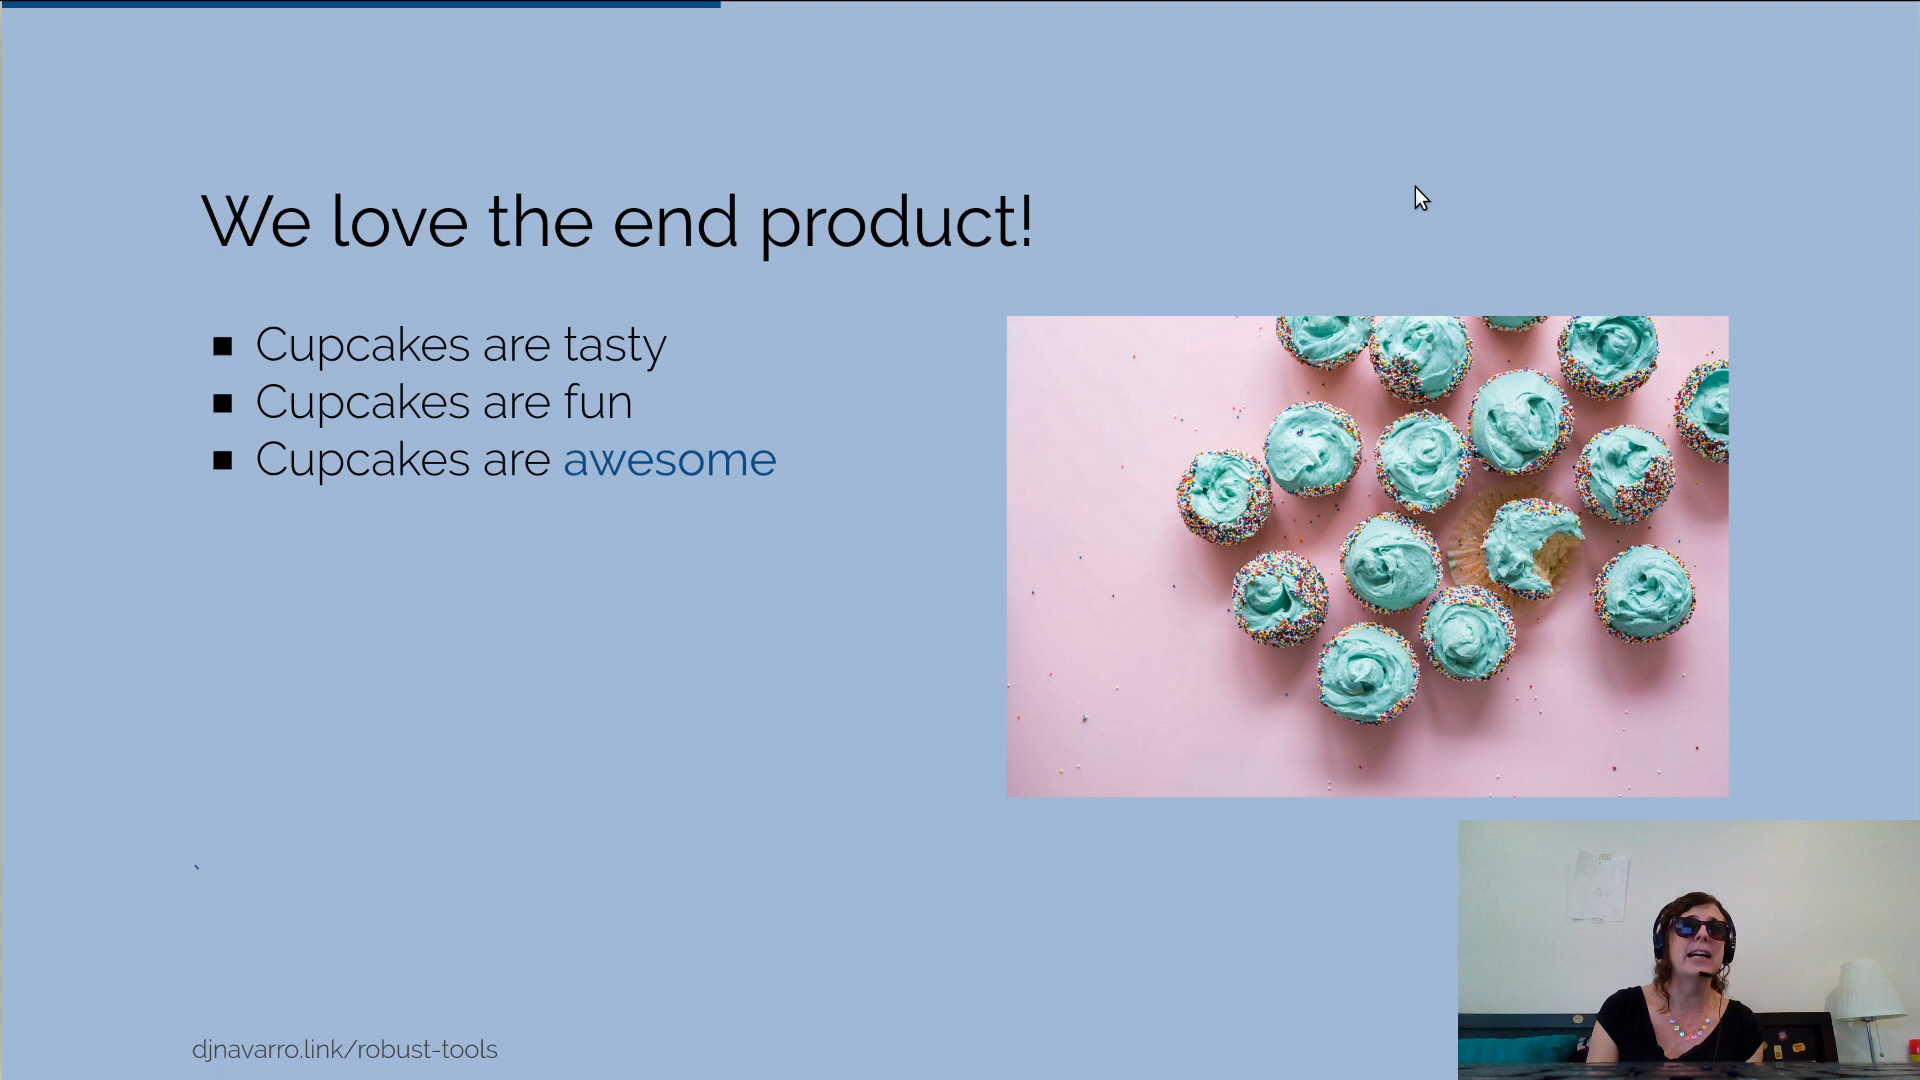 We love the end product!
▪ Cupcakes are tasty
▪ Cupcakes are fun
▪ Cupcakes are awesome
`
djnavarro.link/robust-tools